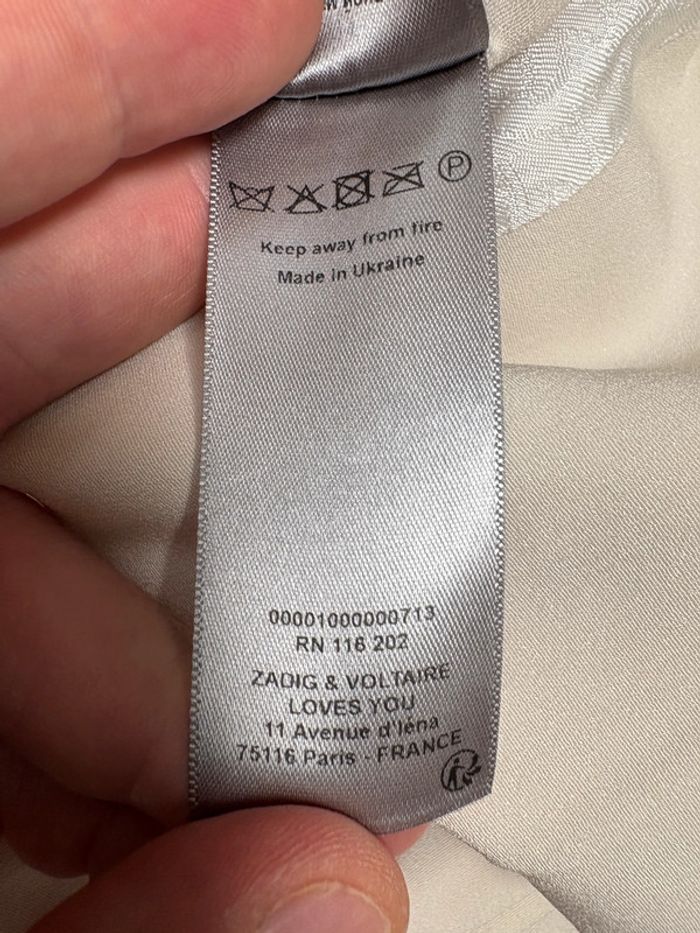 P
Keep away from fire
Made in Ukraine
00001000000713
RN 116 202
ZADIG & VOLTAIRE
LOVES YOU
11 Avenue d'Iéna
75116 Paris - FRANCE